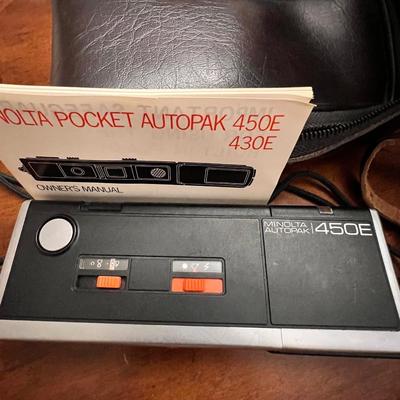 NOLTA POCKET AUTOPAK 450E
430E
OWNER'S MANUAL
MINOLTA
AUTOPAK 450E